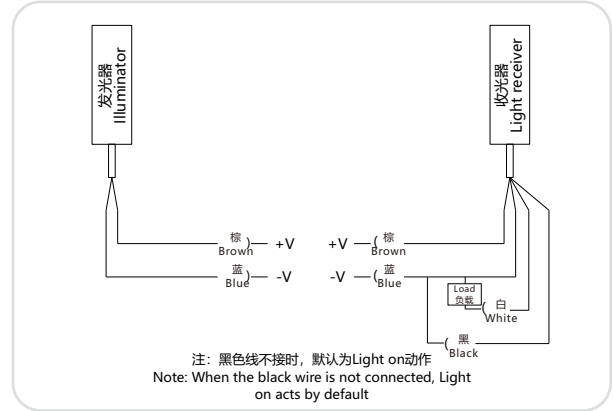 发光器
Illuminator
收光器
Light receiver
棕
Brown
+V
+V
棕
Brown
蓝
Blue
-V
-V
蓝
Blue
Load
负载
白
White
黑
Black
注：黑色线不接时，默认为Light on动作
Note: When the black wire is not connected, Light
on acts by default